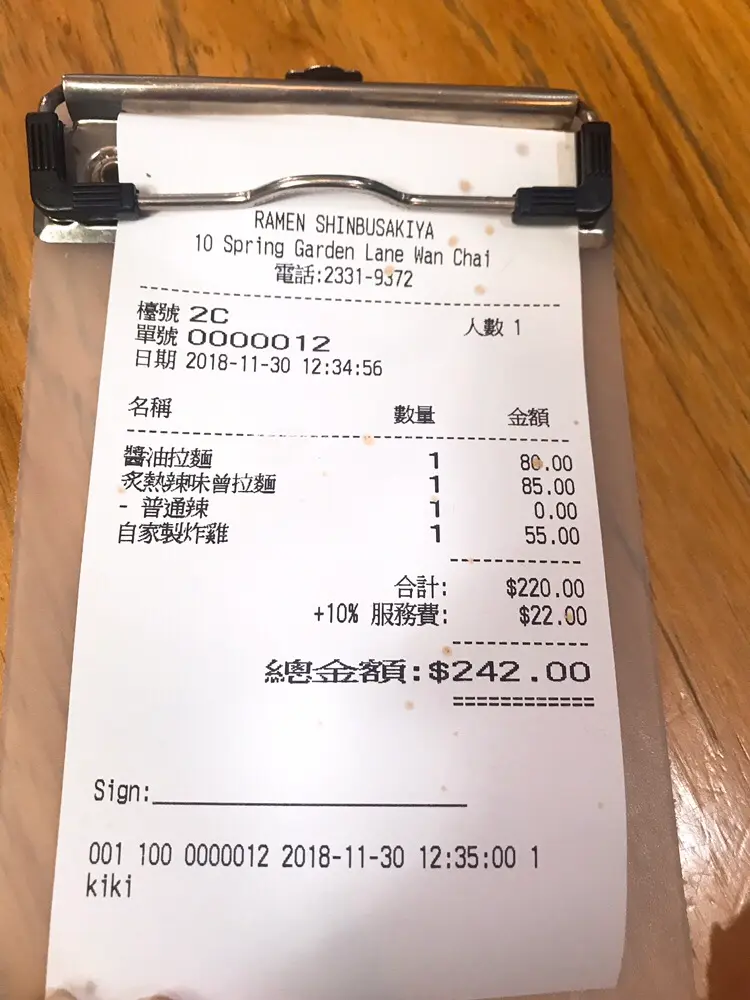 RAMEN SHINBUSAKIYA
10 Spring Garden Lane Wan Chai
電話:2331-9372
檯號 2C 人數 1
單號 0000012
日期 2018-11-30 12:34:56
名稱 數量 金額
醬油拉麵 1 80.00
炙熱辣味曾拉麵 1 85.00
- 普通辣 1 0.00
自家製炸雞 1 55.00
合計: $220.00
+10% 服務費: $22.00
總金額:$242.00
Sign:
001 100 0000012 2018-11-30 12:35:00 1
kiki